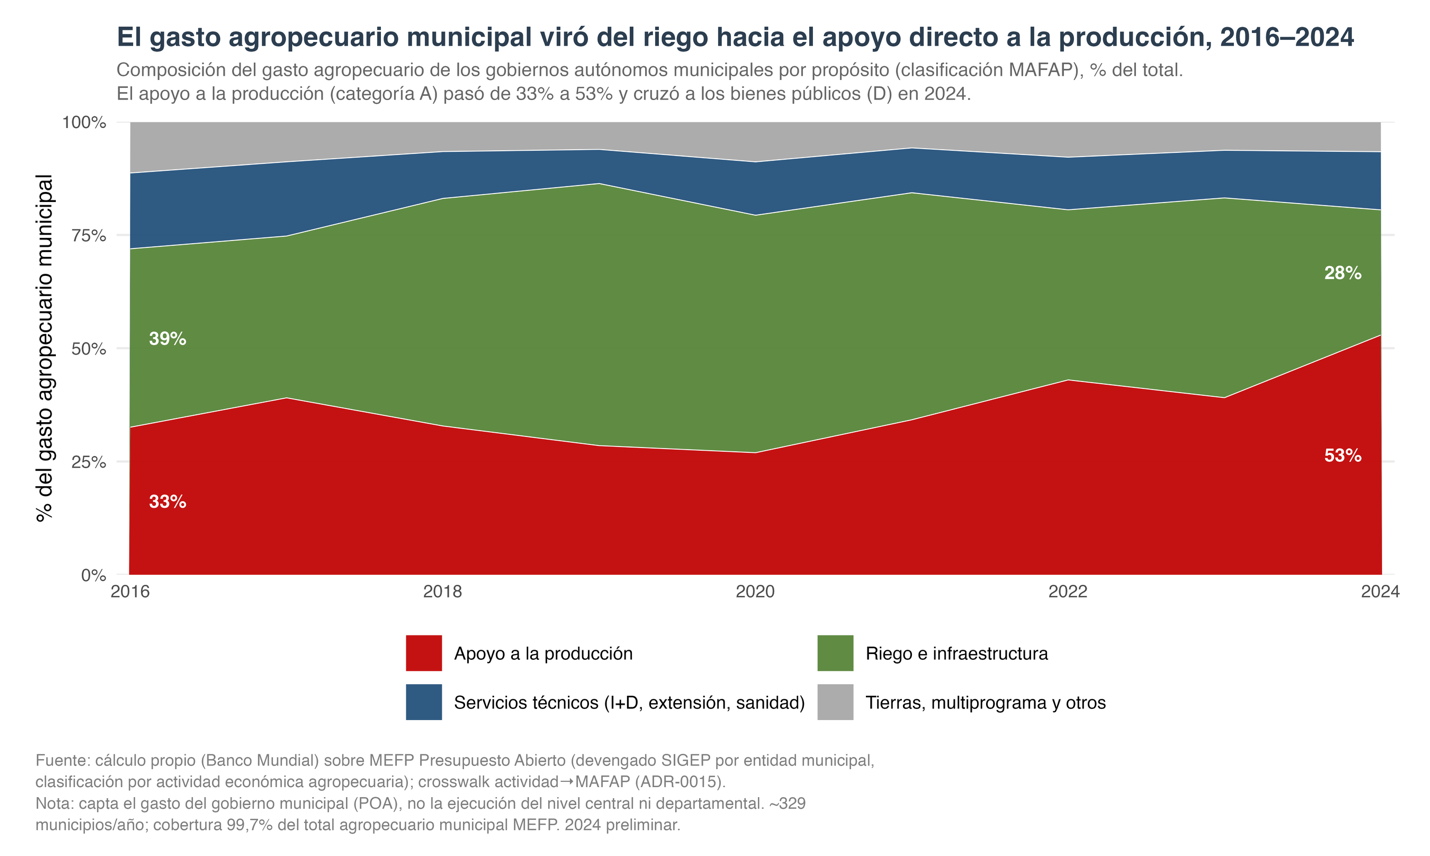 El gasto agropecuario municipal viró del riego hacia el apoyo directo a la producción, 2016–2024
Composición del gasto agropecuario de los gobiernos autónomos municipales por propósito (clasificación MAFAP), % del total.
El apoyo a la producción (categoría A) pasó de 33% a 53% y cruzó a los bienes públicos (D) en 2024.
% del gasto agropecuario municipal
100%
75%
50%
25%
0%
39%
33%
28%
53%
2016
2018
2020
2022
2024
Apoyo a la producción
Riego e infraestructura
Servicios técnicos (I+D, extensión, sanidad)
Tierras, multiprograma y otros
Fuente: cálculo propio (Banco Mundial) sobre MEFP Presupuesto Abierto (devengado SIGEP por entidad municipal,
clasificación por actividad económica agropecuaria); crosswalk actividad→MAFAP (ADR-0015).
Nota: capta el gasto del gobierno municipal (POA), no la ejecución del nivel central ni departamental. ~329
municipios/año; cobertura 99,7% del total agropecuario municipal MEFP. 2024 preliminar.